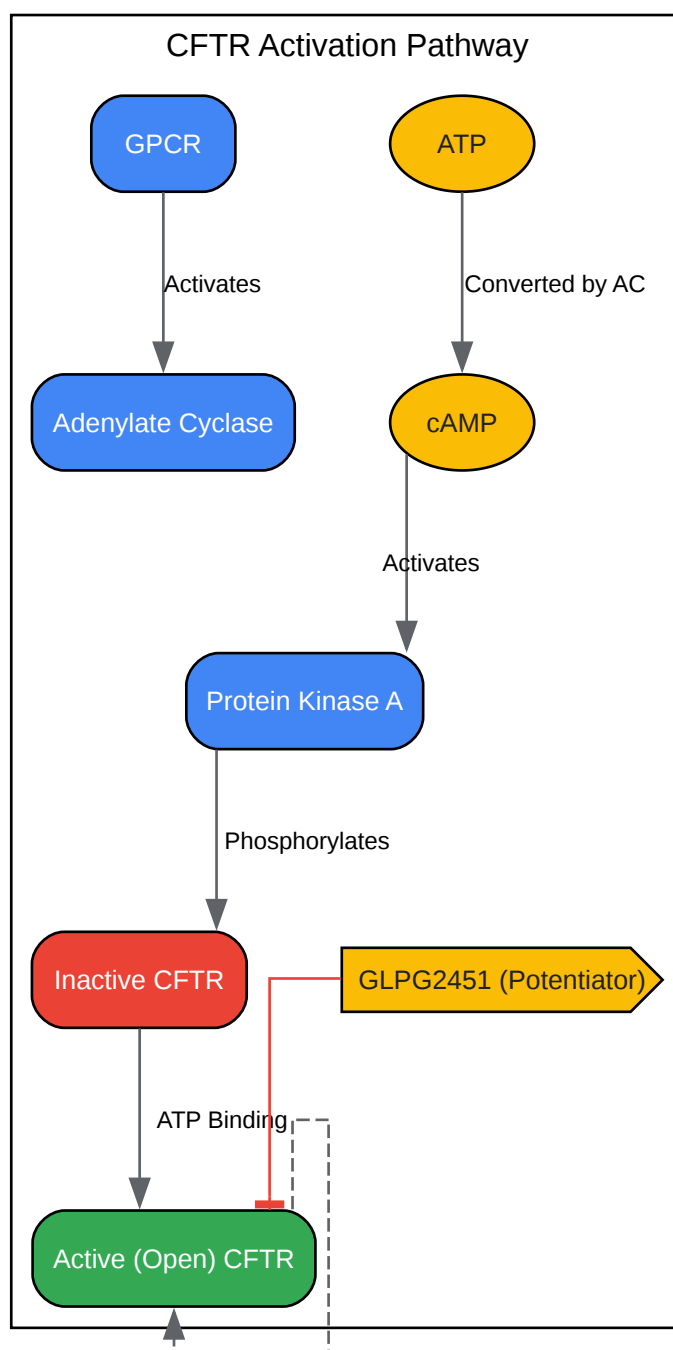 CFTR Activation Pathway
GPCR
ATP
Activates
Converted by AC
Adenylate Cyclase
cAMP
Activates
Protein Kinase A
Phosphorylates
Inactive CFTR
GLPG2451 (Potentiator)
ATP Binding
Active (Open) CFTR